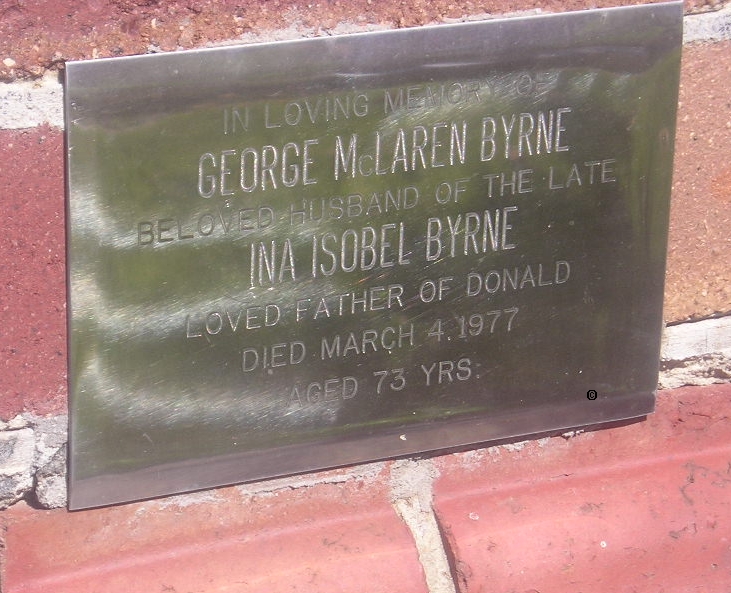 IN LOVING MEMORY OF
GEORGE McLAREN BYRNE
BELOVED HUSBAND OF THE LATE
INA ISOBEL BYRNE
LOVED FATHER OF DONALD
DIED MARCH 4.1977
AGED 73 YRS.
©